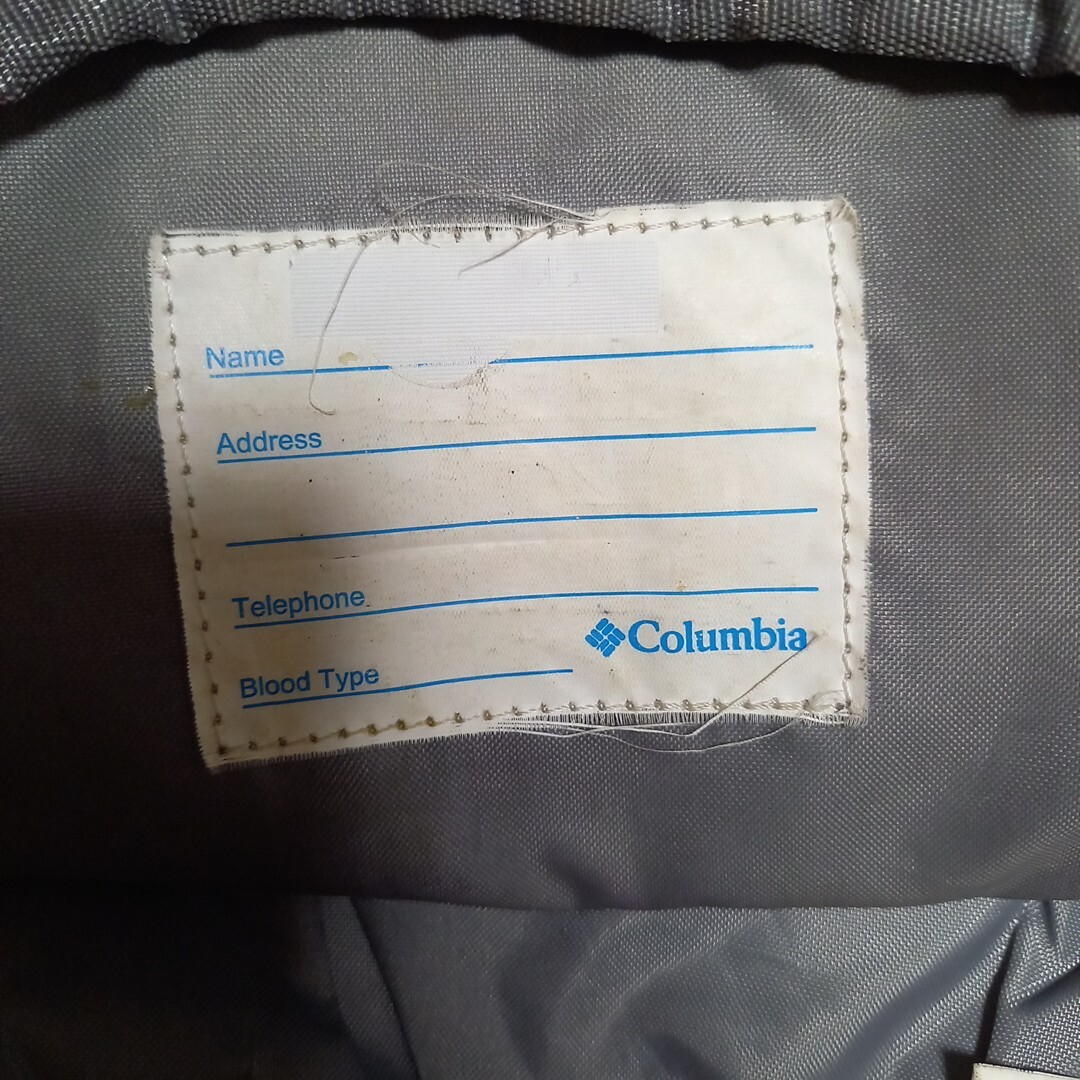 Name
Address
Telephone
Columbia
Blood Type